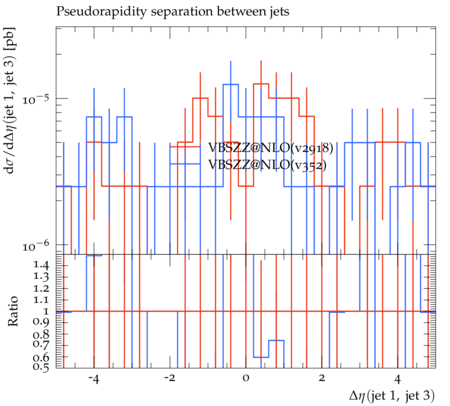 Pseudorapidity separation between jets
dσ/dΔη(jet 1, jet 3) [pb]
10⁻⁵
VBSZZ@NLO(v2918)
VBSZZ@NLO(v352)
10⁻⁶
Ratio
1.4
1.3
1.2
1.1
1
0.9
0.8
0.7
0.6
0.5
-4 -2 0 2 4
Δη(jet 1, jet 3)